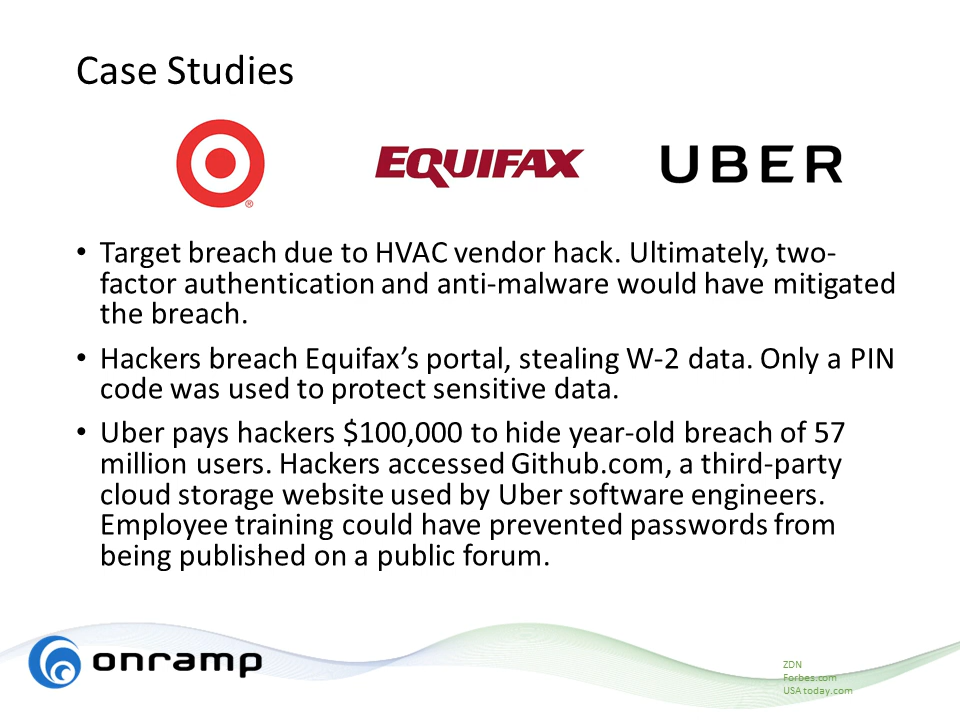 Case Studies
EQUIFAX
UBER
®
• Target breach due to HVAC vendor hack. Ultimately, two-
factor authentication and anti-malware would have mitigated
the breach.
• Hackers breach Equifax’s portal, stealing W-2 data. Only a PIN
code was used to protect sensitive data.
• Uber pays hackers $100,000 to hide year-old breach of 57
million users. Hackers accessed Github.com, a third-party
cloud storage website used by Uber software engineers.
Employee training could have prevented passwords from
being published on a public forum.
onramp
ZDN
Forbes.com
USA today.com